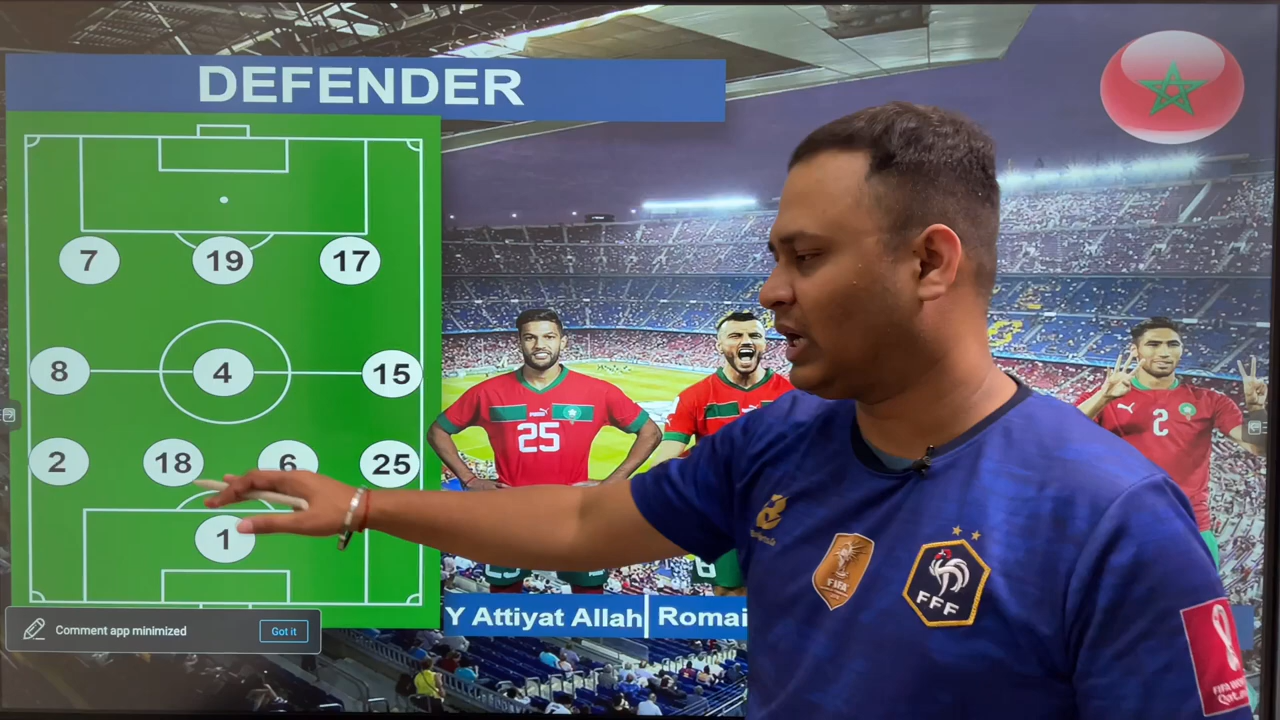 DEFENDER
7 19 17
8 4 15
2 18 6 25
1
25
2
FIFA
FFF
Y Attiyat Allah Romai
Comment app minimized
Got it